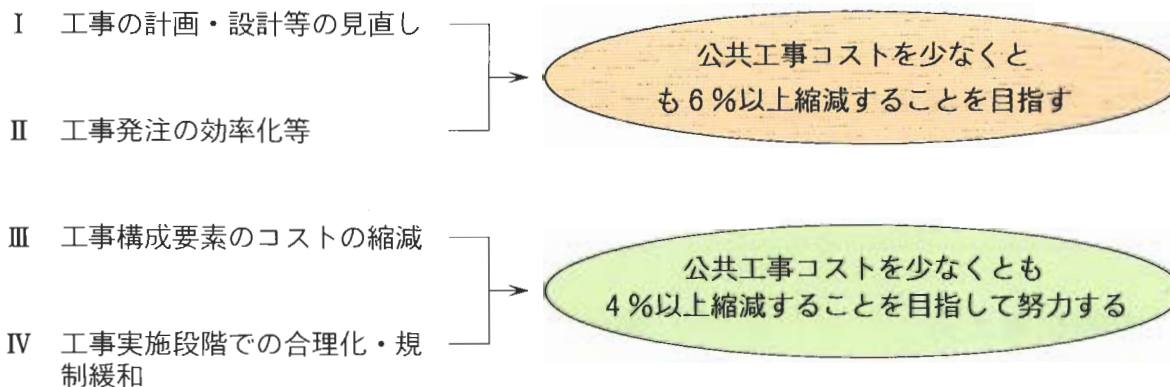 Ⅰ 工事の計画・設計等の見直し
Ⅱ 工事発注の効率化等
公共工事コストを少なくと
も6%以上縮減することを目指す
Ⅲ 工事構成要素のコストの縮減
Ⅳ 工事実施段階での合理化・規
制緩和
公共工事コストを少なくとも
4%以上縮減することを目指して努力する